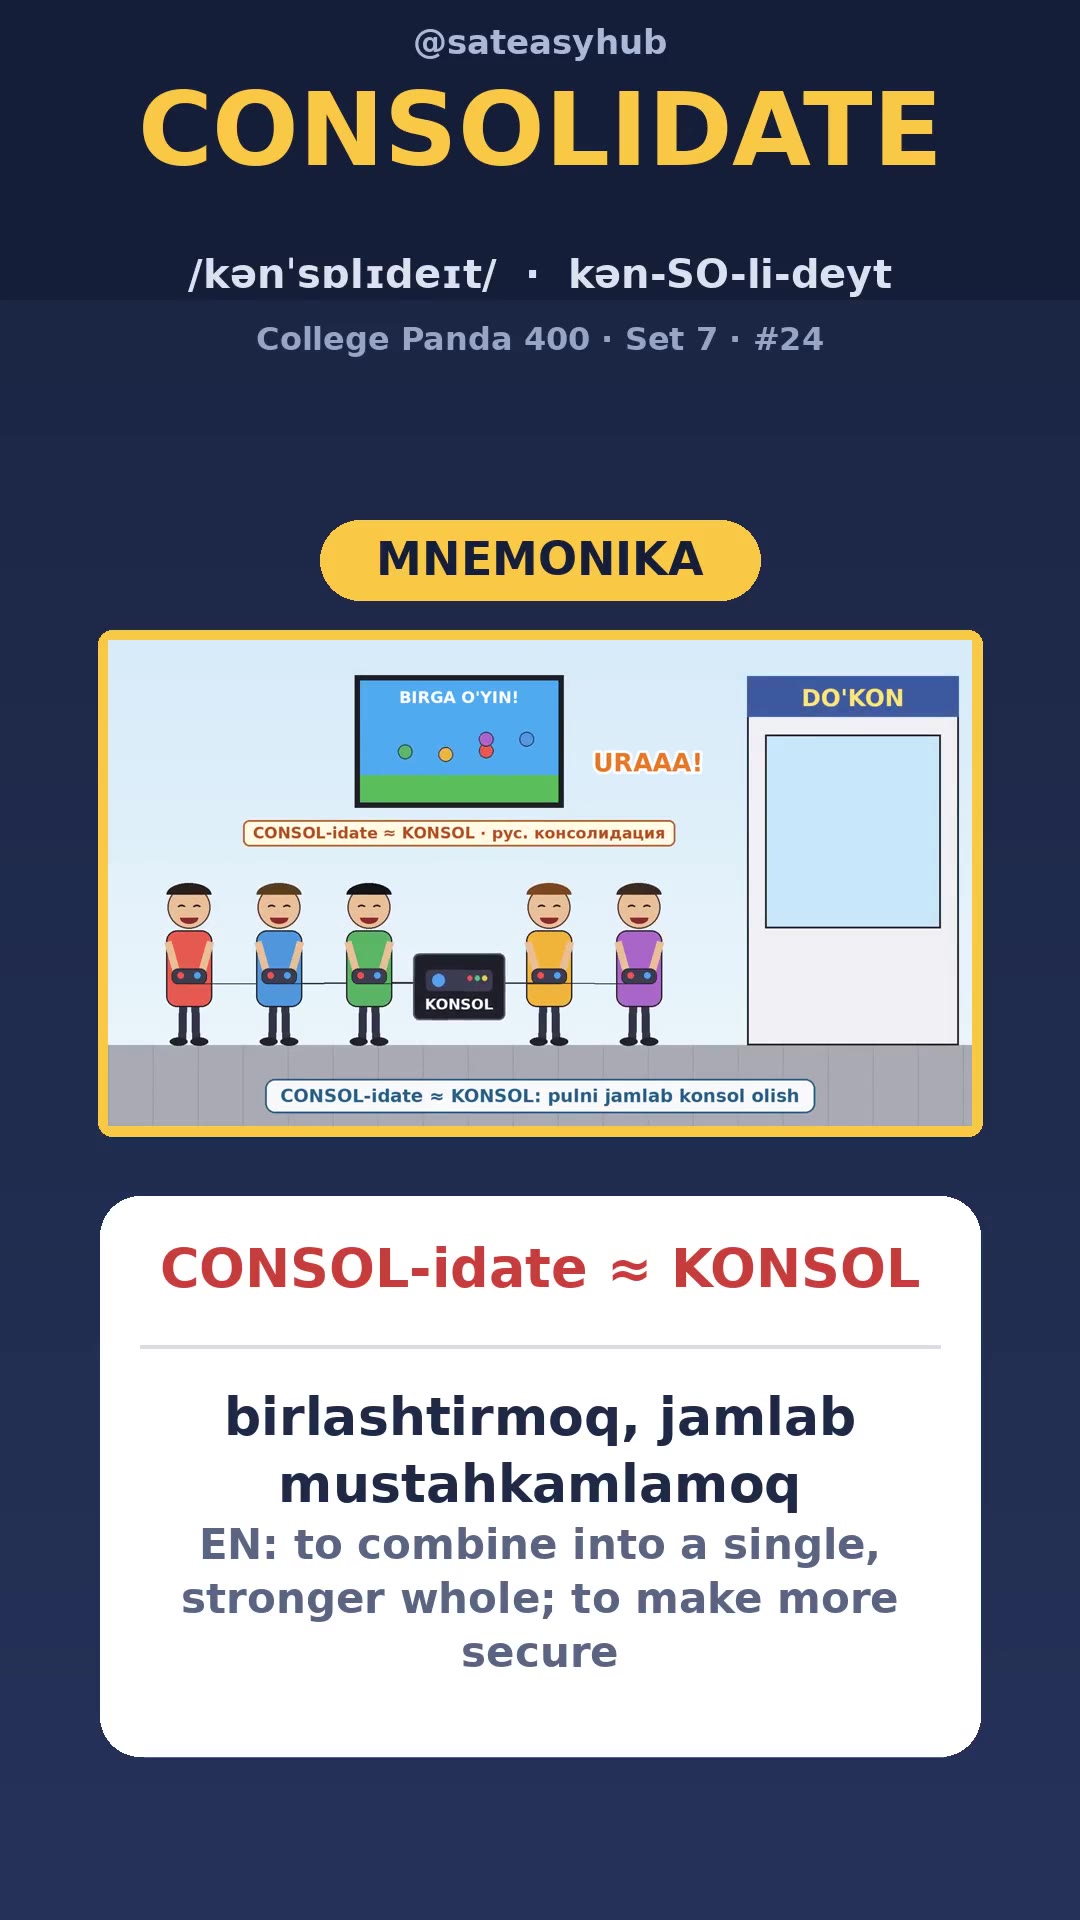 @sateasyhub
CONSOLIDATE
/kənˈsɒlɪdeɪt/ · kən-SO-li-deyt
College Panda 400 · Set 7 · #24
MNEMONIKA
BIRGA O'YIN!
DO'KON
URAAA!
CONSOL-idate ≈ KONSOL · рус. консолидация
KONSOL
CONSOL-idate ≈ KONSOL: pulni jamlab konsol olish
CONSOL-idate ≈ KONSOL
birlashtirmoq, jamlab
mustahkamlamoq
EN: to combine into a single,
stronger whole; to make more
secure